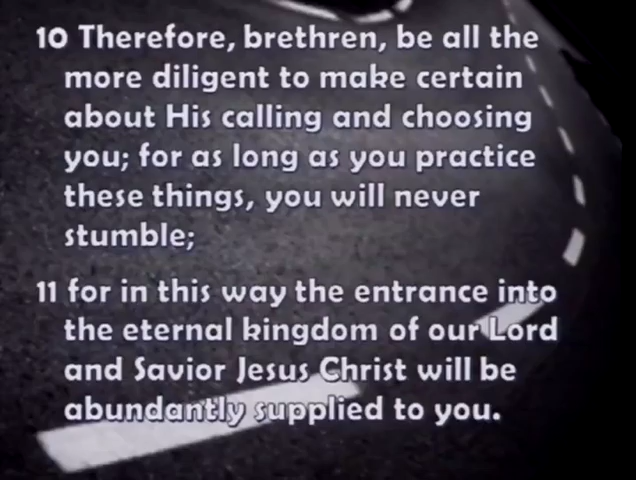 10 Therefore, brethren, be all the
more diligent to make certain
about His calling and choosing
you; for as long as you practice
these things, you will never
stumble;
11 for in this way the entrance into
the eternal kingdom of our Lord
and Savior Jesus Christ will be
abundantly supplied to you.